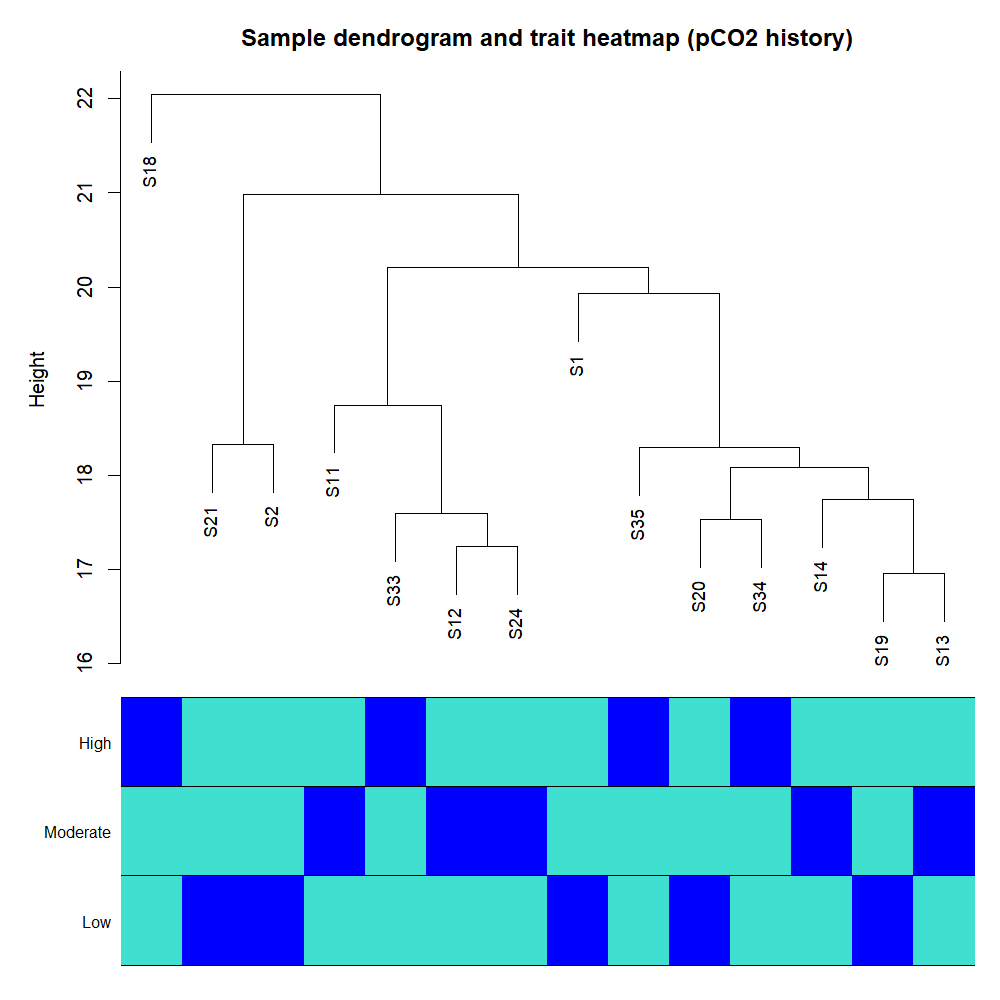 Sample dendrogram and trait heatmap (pCO2 history)
Height
22
21
20
19
18
17
16
S18
S21
S2
S11
S33
S12
S24
S1
S35
S20
S34
S14
S19
S13
High
Moderate
Low